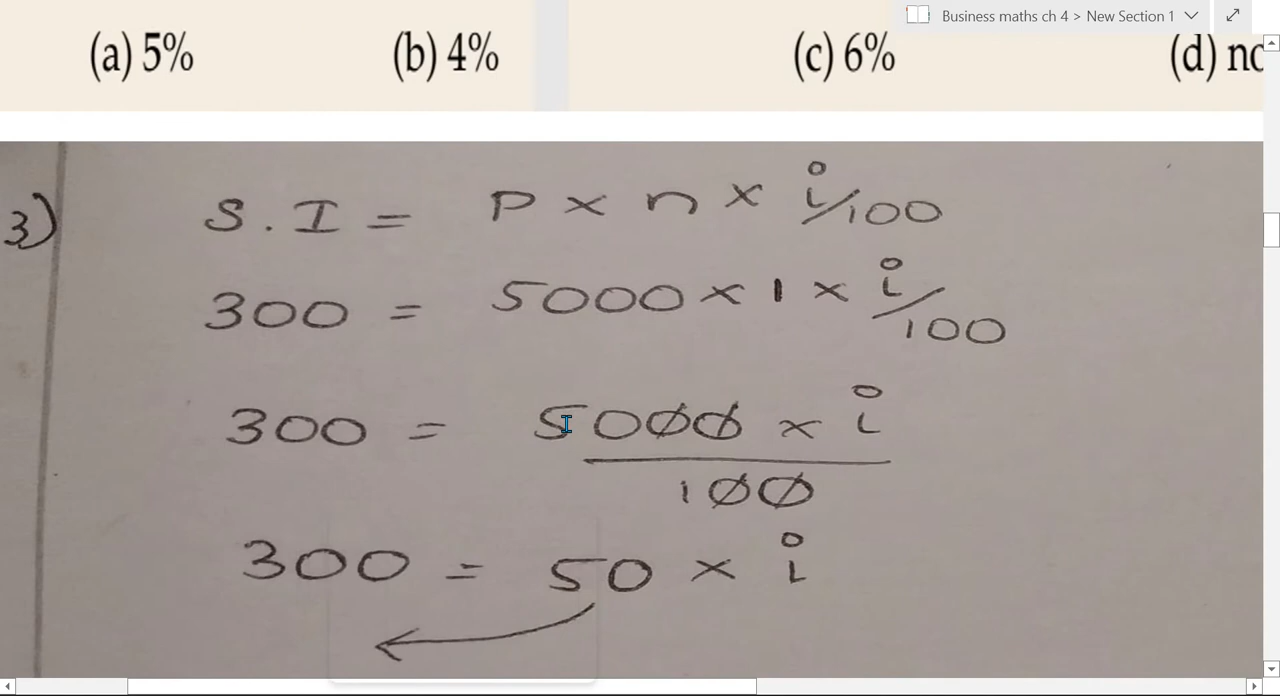 Business maths ch 4 > New Section 1
(a) 5% (b) 4% (c) 6% (d) no
3) S.I = P × n × i/100
300 = 5000 × 1 × i/100
300 = 5000 × i
100
300 = 50 × i